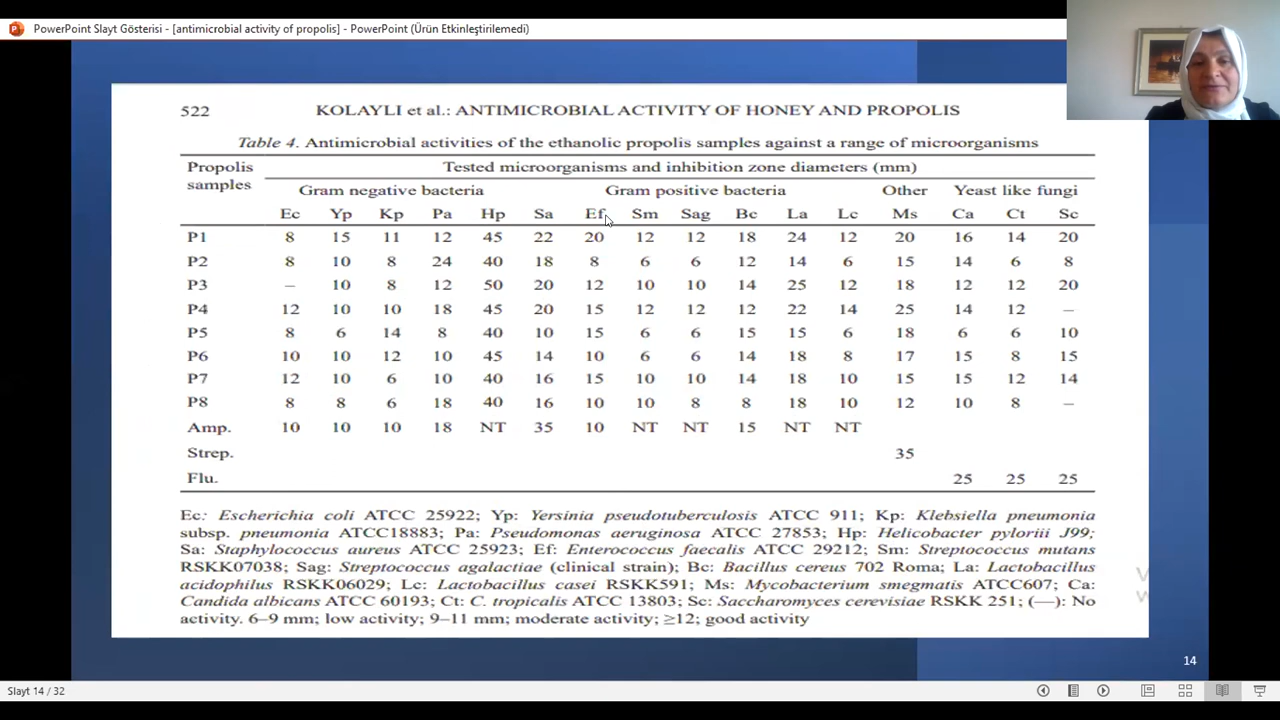 PowerPoint Slayt Gösterisi - [antimicrobial activity of propolis] - PowerPoint (Ürün Etkinleştirilemedi)
522 KOLAYLI et al.: ANTIMICROBIAL ACTIVITY OF HONEY AND PROPOLIS
Table 4. Antimicrobial activities of the ethanolic propolis samples against a range of microorganisms
Propolis samples Tested microorganisms and inhibition zone diameters (mm)
Gram negative bacteria Gram positive bacteria Other Yeast like fungi
Ec Yp Kp Pa Hp Sa Ef Sm Sag Bc La Lc Ms Ca Ct Sc
P1 8 15 11 12 45 22 20 12 12 18 24 12 20 16 14 20
P2 8 10 8 24 40 18 8 6 6 12 14 6 15 14 6 8
P3 – 10 8 12 50 20 12 10 10 14 25 12 18 12 12 20
P4 12 10 10 18 45 20 15 12 12 12 22 14 25 14 12 –
P5 8 6 14 8 40 10 15 6 6 15 15 6 18 6 6 10
P6 10 10 12 10 45 14 10 6 6 14 18 8 17 15 8 15
P7 12 10 6 10 40 16 15 10 10 14 18 10 15 15 12 14
P8 8 8 6 18 40 16 10 10 8 8 18 10 12 10 8 –
Amp. 10 10 10 18 NT 35 10 NT NT 15 NT NT
Strep. 35
Flu. 25 25 25
Ec.: Escherichia coli ATCC 25922; Yp: Yersinia pseudotuberculosis ATCC 911; Kp: Klebsiella pneumonia
subsp. pneumonia ATCC18883; Pa: Pseudomonas aeruginosa ATCC 27853; Hp: Helicobacter pyloriii J99;
Sa: Staphylococcus aureus ATCC 25923; Ef: Enterococcus faecalis ATCC 29212; Sm: Streptococcus mutans
RSKK07038; Sag: Streptococcus agalactiae (clinical strain); Bc: Bacillus cereus 702 Roma; La: Lactobacillus
acidophilus RSKK06029; Lc: Lactobacillus casei RSKK591; Ms: Mycobacterium smegmatis ATCC607; Ca:
Candida albicans ATCC 60193; Ct: C. tropicalis ATCC 13803; Sc: Saccharomyces cerevisiae RSKK 251; (—): No
activity. 6–9 mm; low activity; 9–11 mm; moderate activity; ≥12; good activity
14
Slayt 14 / 32